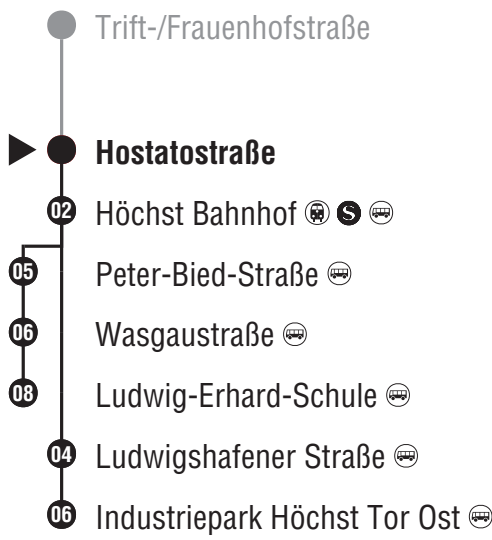 Trift-/Frauenhofstraße
Hostatostraße
02 Höchst Bahnhof S
05 Peter-Bied-Straße
06 Wasgaustraße
08 Ludwig-Erhard-Schule
04 Ludwigshafener Straße
06 Industriepark Höchst Tor Ost